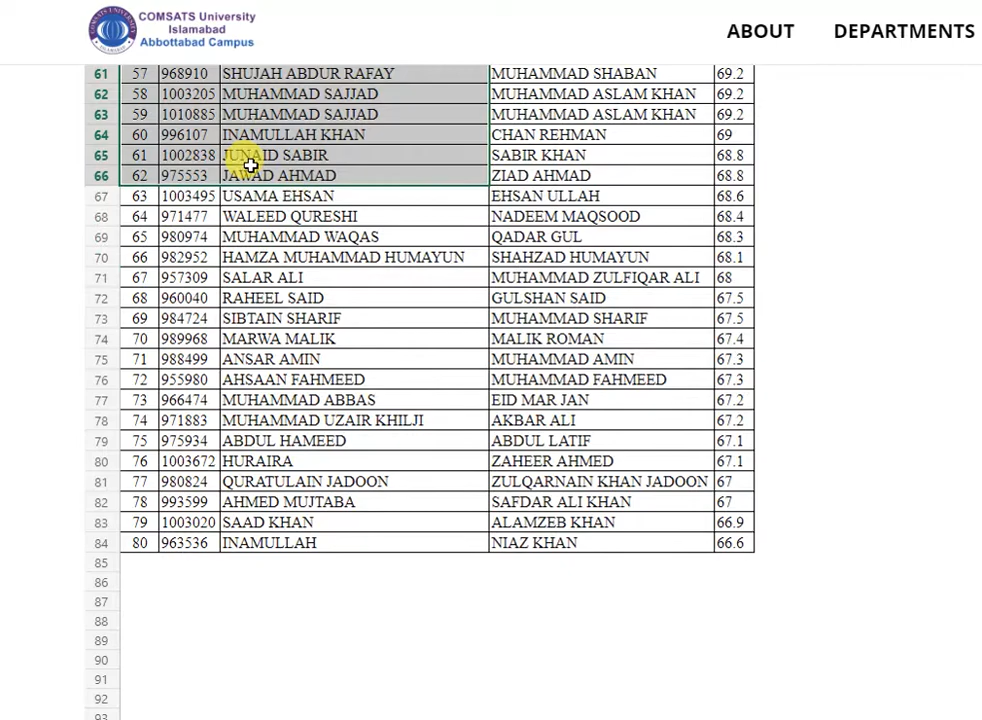 COMSATS University
Islamabad
Abbottabad Campus
ABOUT DEPARTMENTS
61 57 968910 SHUJAH ABDUR RAFAY MUHAMMAD SHABAN 69.2
62 58 1003205 MUHAMMAD SAJJAD MUHAMMAD ASLAM KHAN 69.2
63 59 1010885 MUHAMMAD SAJJAD MUHAMMAD ASLAM KHAN 69.2
64 60 996107 INAMULLAH KHAN CHAN REHMAN 69
65 61 1002838 JUNAID SABIR SABIR KHAN 68.8
66 62 975553 JAWAD AHMAD ZIAD AHMAD 68.8
67 63 1003495 USAMA EHSAN EHSAN ULLAH 68.6
68 64 971477 WALEED QURESHI NADEEM MAQSOOD 68.4
69 65 980974 MUHAMMAD WAQAS QADAR GUL 68.3
70 66 982952 HAMZA MUHAMMAD HUMAYUN SHAHZAD HUMAYUN 68.1
71 67 957309 SALAR ALI MUHAMMAD ZULFIQAR ALI 68
72 68 960040 RAHEEL SAID GULSHAN SAID 67.5
73 69 984724 SIBTAIN SHARIF MUHAMMAD SHARIF 67.5
74 70 989968 MARWA MALIK MALIK ROMAN 67.4
75 71 988499 ANSAR AMIN MUHAMMAD AMIN 67.3
76 72 955980 AHSAAN FAHMEED MUHAMMAD FAHMEED 67.3
77 73 966474 MUHAMMAD ABBAS EID MAR JAN 67.2
78 74 971883 MUHAMMAD UZAIR KHILJI AKBAR ALI 67.2
79 75 975934 ABDUL HAMEED ABDUL LATIF 67.1
80 76 1003672 HURAIRA ZAHEER AHMED 67.1
81 77 980824 QURATULAIN JADOON ZULQARNAIN KHAN JADOON 67
82 78 993599 AHMED MUJTABA SAFDAR ALI KHAN 67
83 79 1003020 SAAD KHAN ALAMZEB KHAN 66.9
84 80 963536 INAMULLAH NIAZ KHAN 66.6
85
86
87
88
89
90
91
92
93